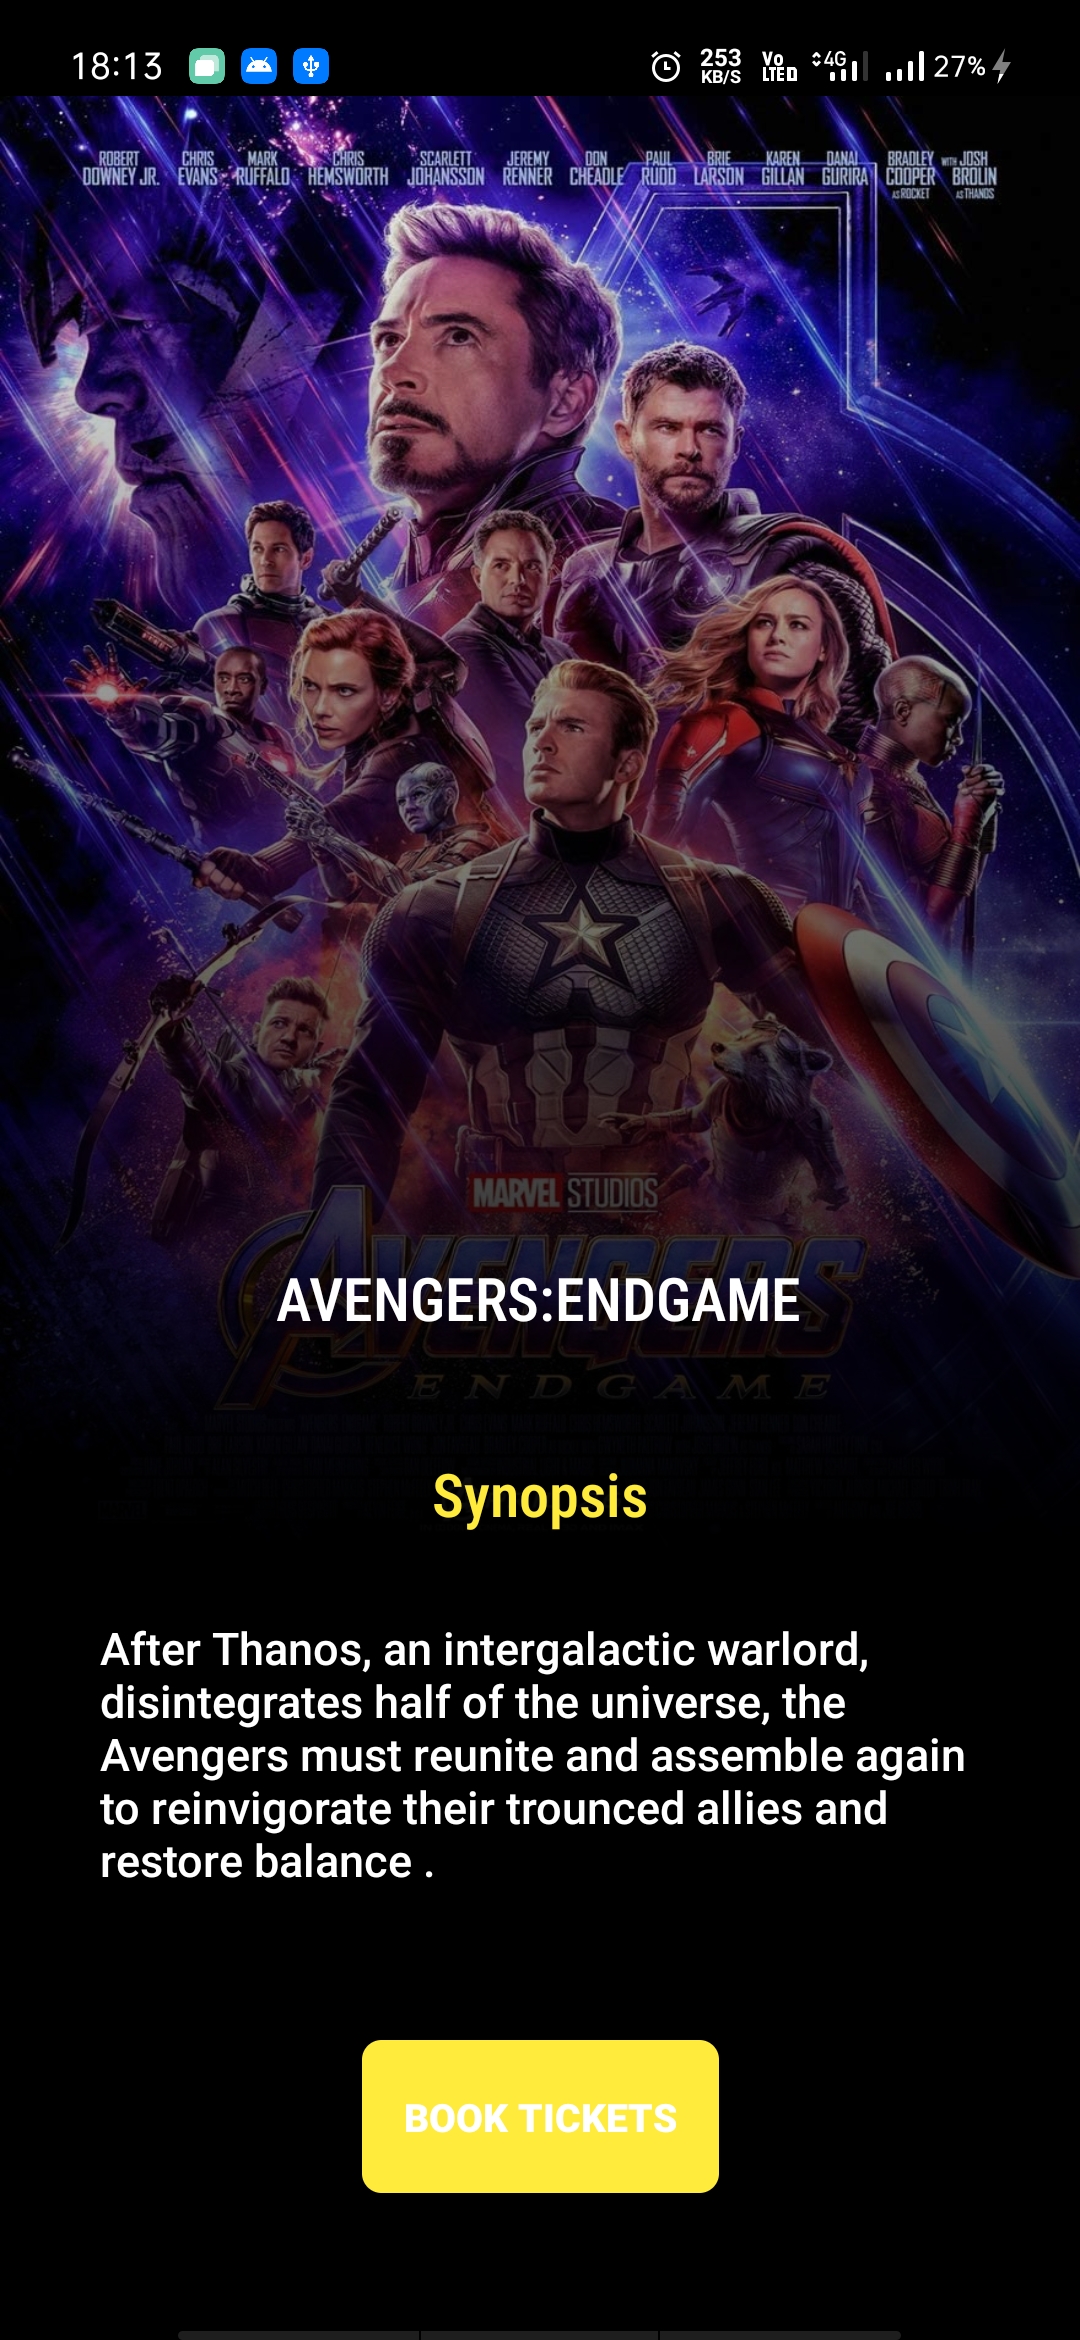 18:13
253
KB/S
Vo
LTE D
4G
27%
ROBERT DOWNEY JR.
CHRIS EVANS
MARK RUFFALO
CHRIS HEMSWORTH
SCARLETT JOHANSSON
JEREMY RENNER
DON CHEADLE
PAUL RUDD
BRIE LARSON
KAREN GILLAN
DANAI GURIRA
BRADLEY COOPER AS ROCKET
WITH JOSH BROLIN AS THANOS
MARVEL STUDIOS
AVENGERS
AVENGERS:ENDGAME
ENDGAME
Synopsis
After Thanos, an intergalactic warlord,
disintegrates half of the universe, the
Avengers must reunite and assemble again
to reinvigorate their trounced allies and
restore balance .
BOOK TICKETS